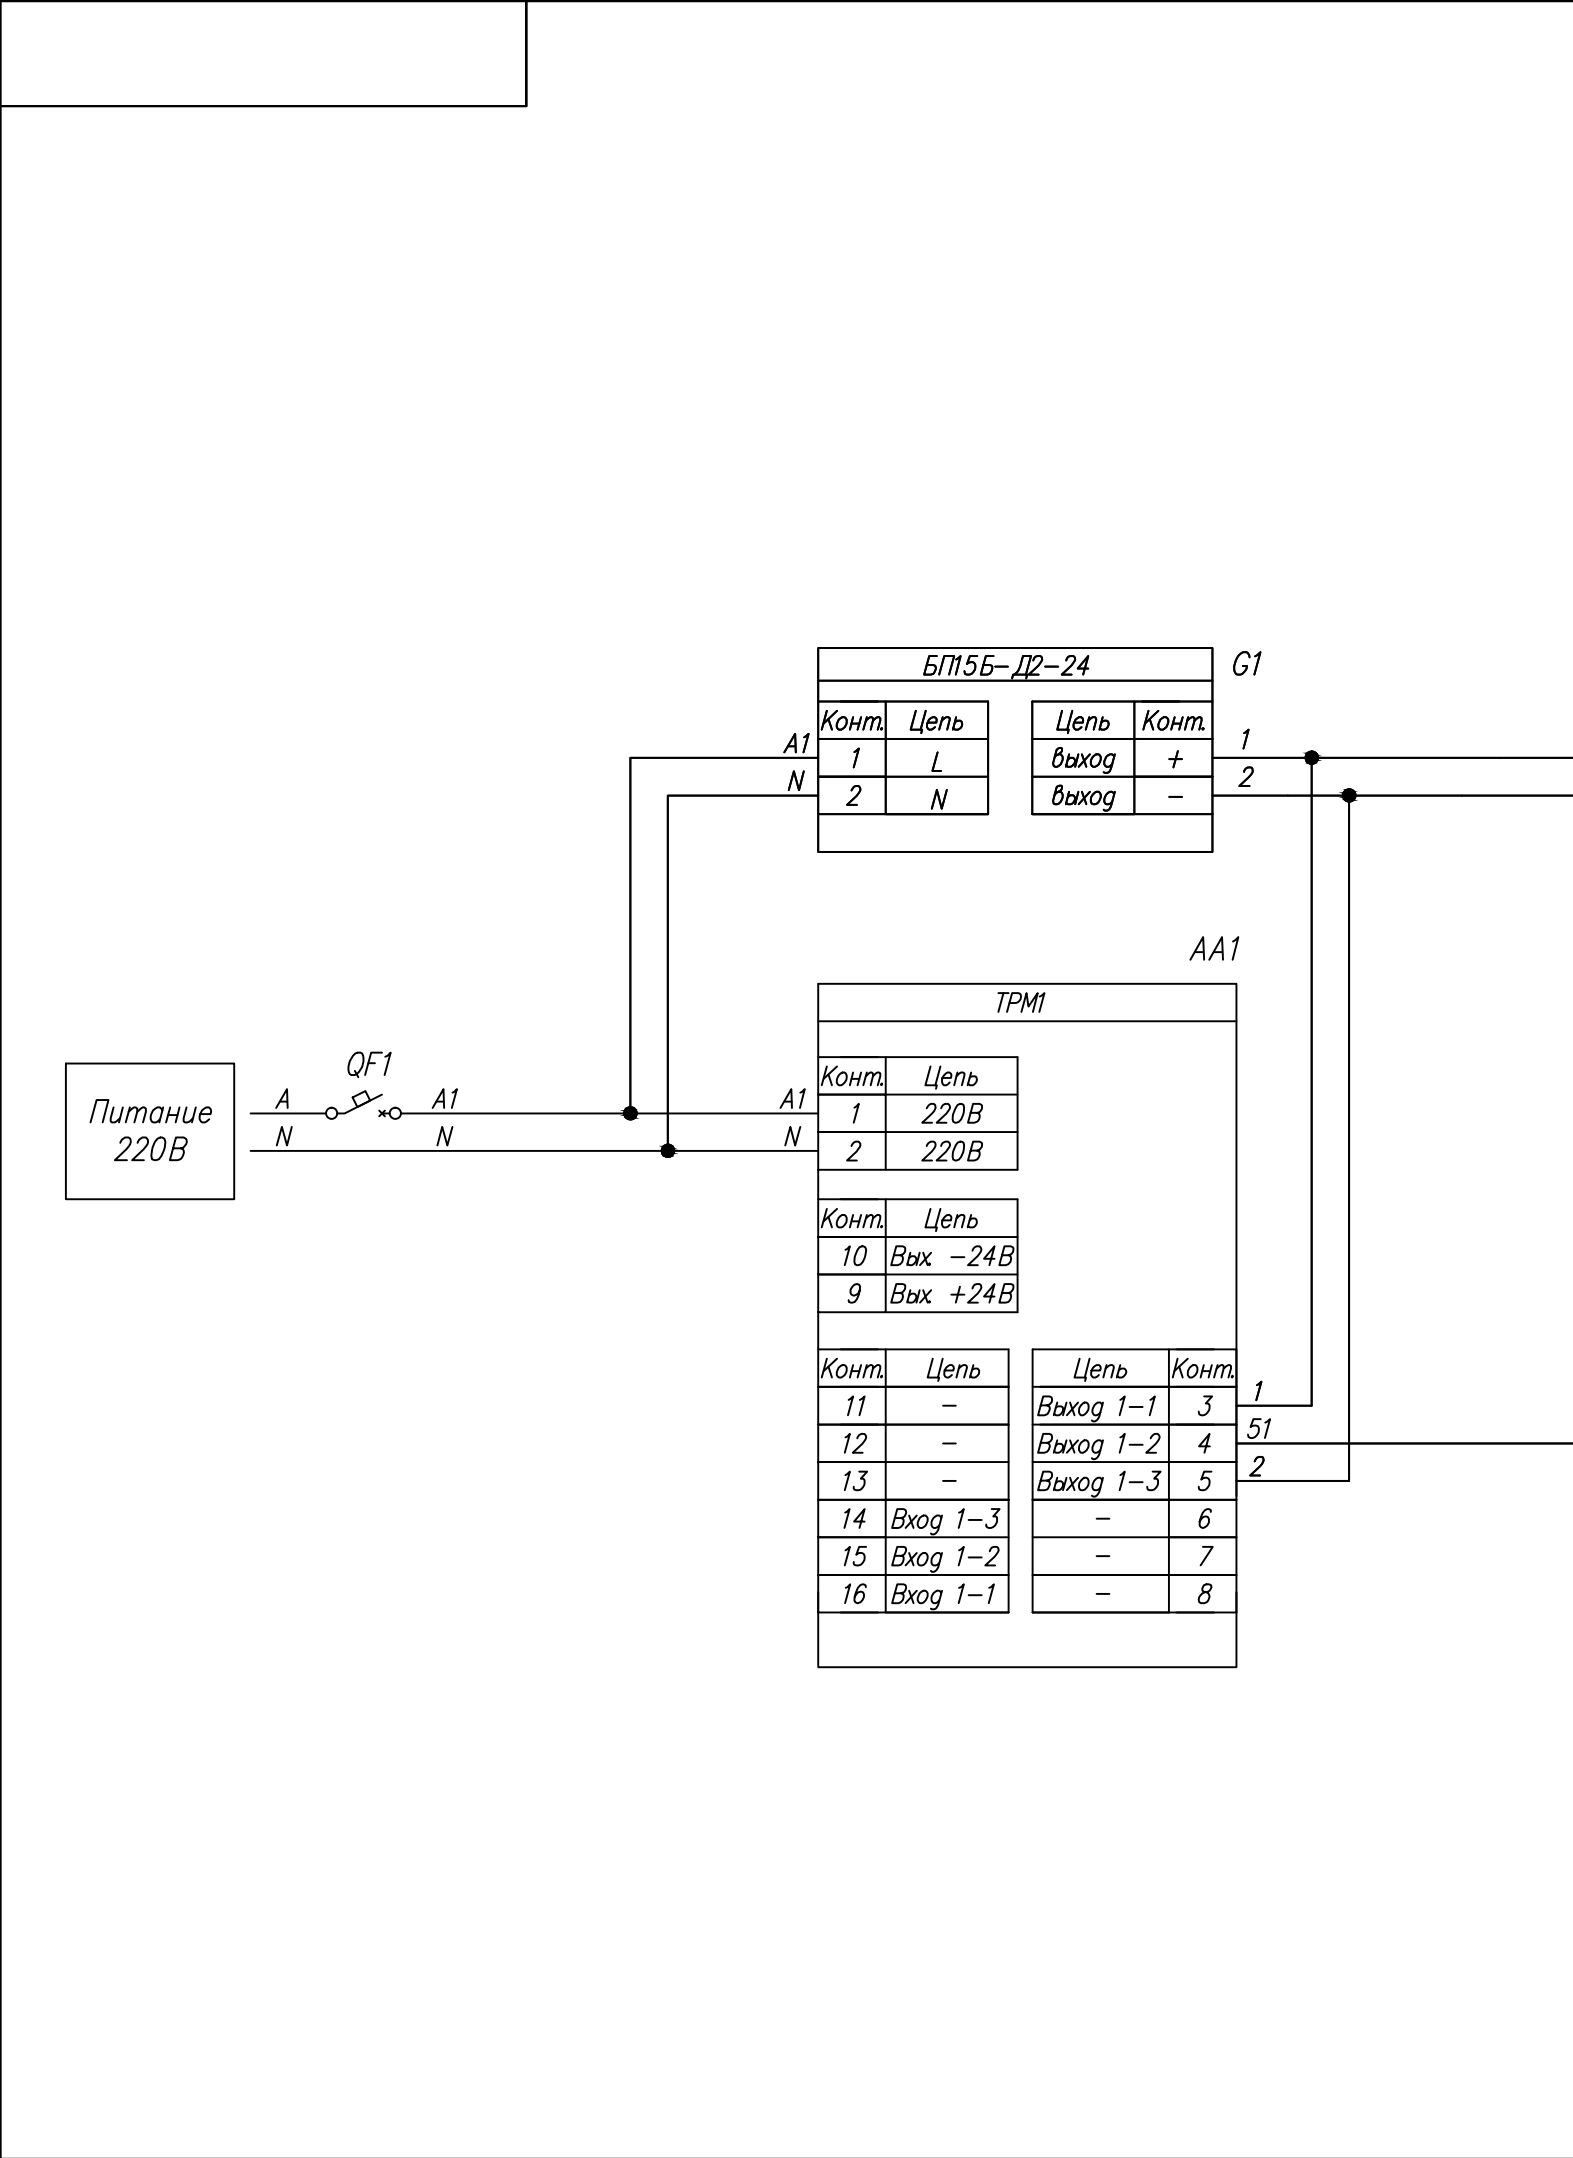 БП15Б-Д2-24 G1
Конт. Цепь Цепь Конт.
A1 1 L выход + 1
N 2 N выход - 2
AA1
ТРМ1
QF1
Конт. Цепь
Питание A A1 A1 1 220В
220В N N N 2 220В
Конт. Цепь
10 Вых. -24В
9 Вых. +24В
Конт. Цепь Цепь Конт.
11 - Выход 1-1 3 1
12 - Выход 1-2 4 51
13 - Выход 1-3 5 2
14 Вход 1-3 - 6
15 Вход 1-2 - 7
16 Вход 1-1 - 8